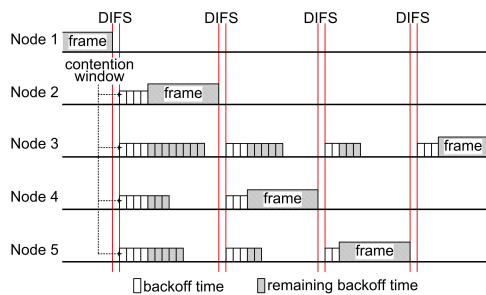 DIFS DIFS DIFS DIFS
Node 1 frame
contention
window
Node 2 frame
Node 3 frame
Node 4 frame
Node 5 frame
backoff time remaining backoff time